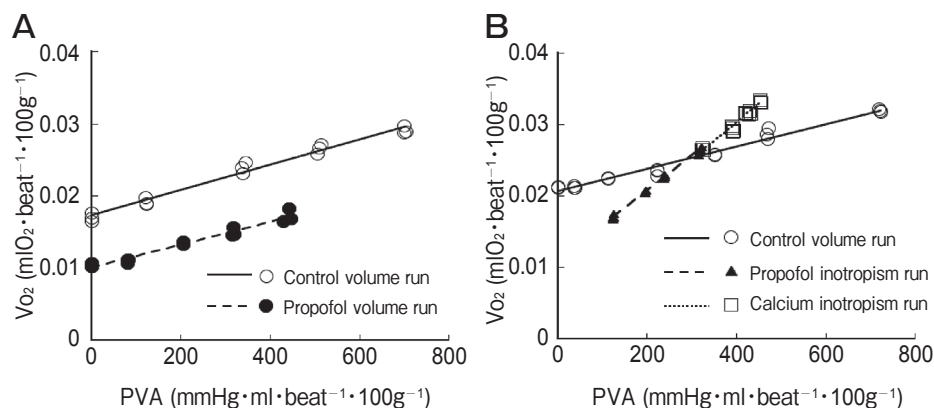 A
Vo₂ (mlO₂·beat⁻¹·100g⁻¹)
0.04
0.03
0.02
0.01
0
0
200
400
600
800
PVA (mmHg·ml·beat⁻¹·100g⁻¹)
Control volume run
Propofol volume run
B
Vo₂ (mlO₂·beat⁻¹·100g⁻¹)
0.04
0.03
0.02
0.01
0
0
200
400
600
800
PVA (mmHg·ml·beat⁻¹·100g⁻¹)
Control volume run
Propofol inotropism run
Calcium inotropism run